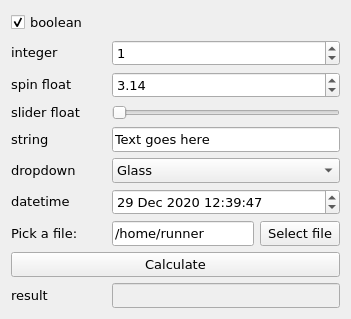 boolean
integer 1
spin float 3.14
slider float
string Text goes here
dropdown Glass
datetime 29 Dec 2020 12:39:47
Pick a file: /home/runner Select file
Calculate
result